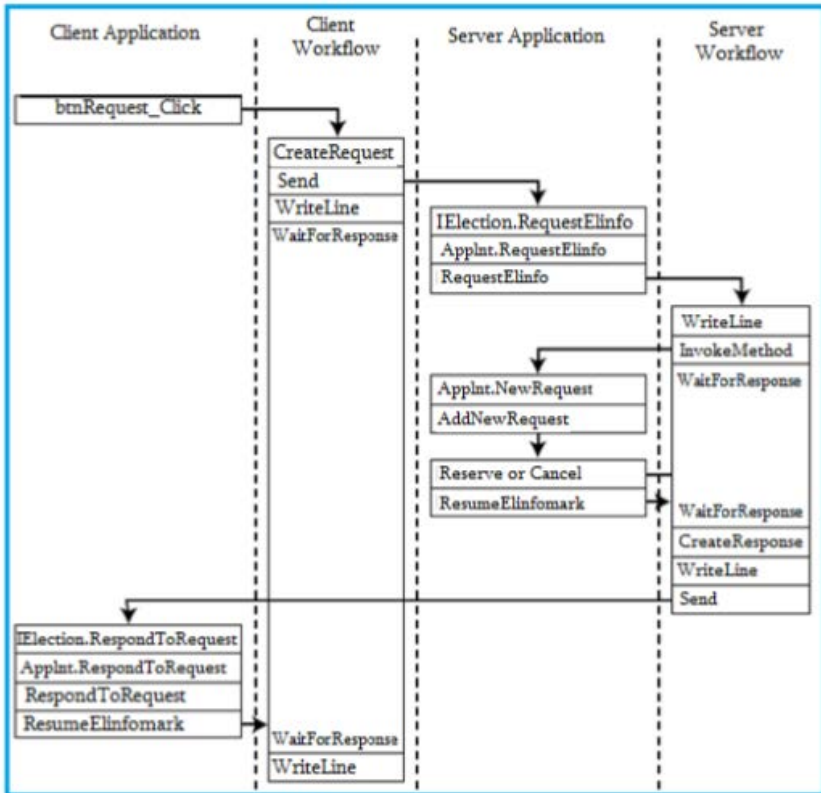 Client Application
Client
Workflow
Server Application
Server
Workflow
btnRequest_Click
CreateRequest
Send
WriteLine
WaitForResponse
IElection.RequestElinfo
Applnt.RequestElinfo
RequestElinfo
WriteLine
InvokeMethod
WaitForResponse
Applnt.NewRequest
AddNewRequest
Reserve or Cancel
ResumeElinfomark
WaitForResponse
CreateResponse
WriteLine
Send
IElection.RespondToRequest
Applnt.RespondToRequest
RespondToRequest
ResumeElinfomark
WaitForResponse
WriteLine